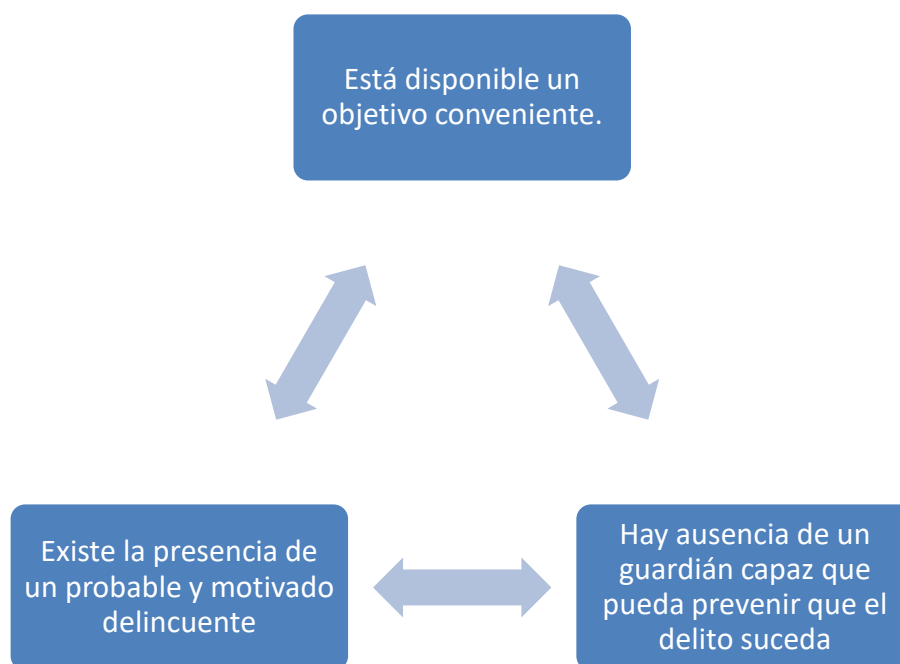 Está disponible un
objetivo conveniente.
Existe la presencia de
un probable y motivado
delincuente
Hay ausencia de un
guardián capaz que
pueda prevenir que el
delito suceda